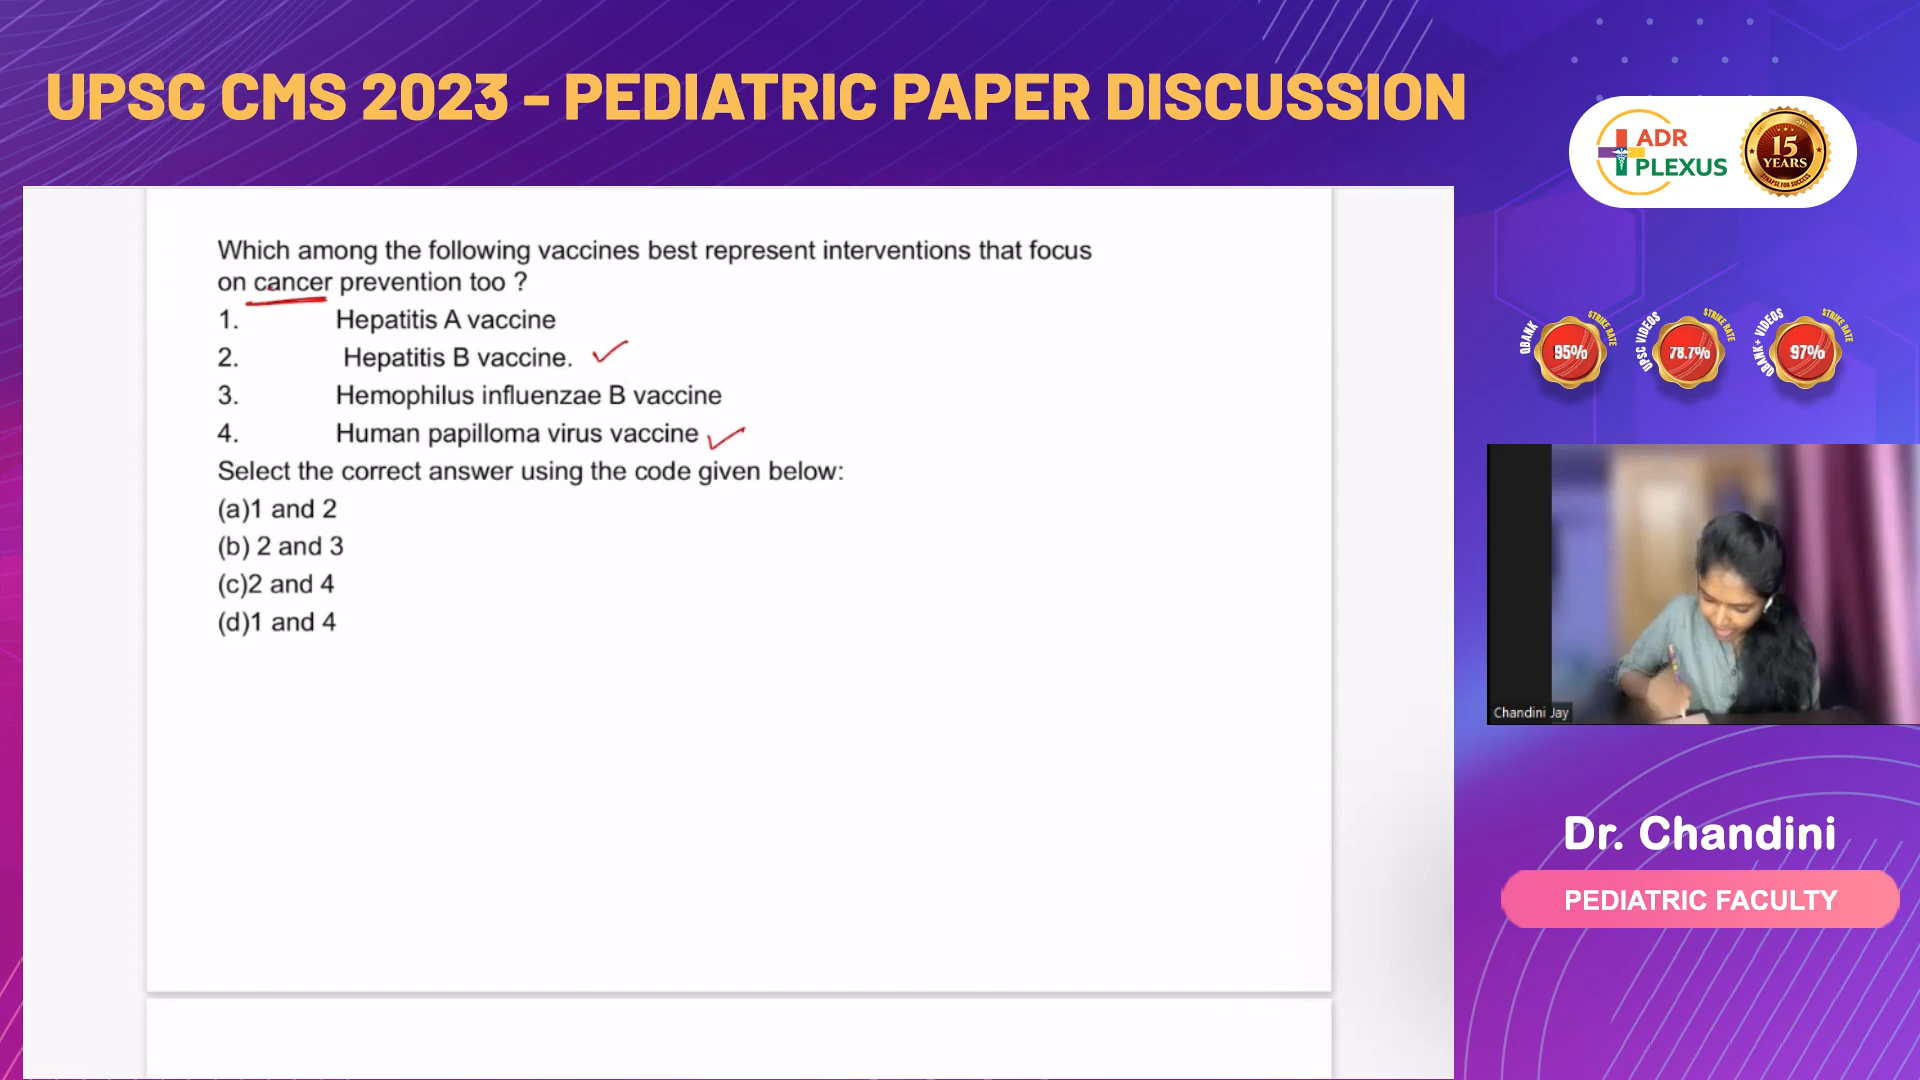 UPSC CMS 2023 - PEDIATRIC PAPER DISCUSSION
ADR
PLEXUS
15
YEARS
Which among the following vaccines best represent interventions that focus
on cancer prevention too ?
1. Hepatitis A vaccine
2. Hepatitis B vaccine.
3. Hemophilus influenzae B vaccine
4. Human papilloma virus vaccine
Select the correct answer using the code given below:
(a)1 and 2
(b) 2 and 3
(c)2 and 4
(d)1 and 4
QBANK 95% STRIKE RATE
UPSC VIDEOS 78.7% STRIKE RATE
QBANK+ VIDEOS 97% STRIKE RATE
Chandini Jay
Dr. Chandini
PEDIATRIC FACULTY